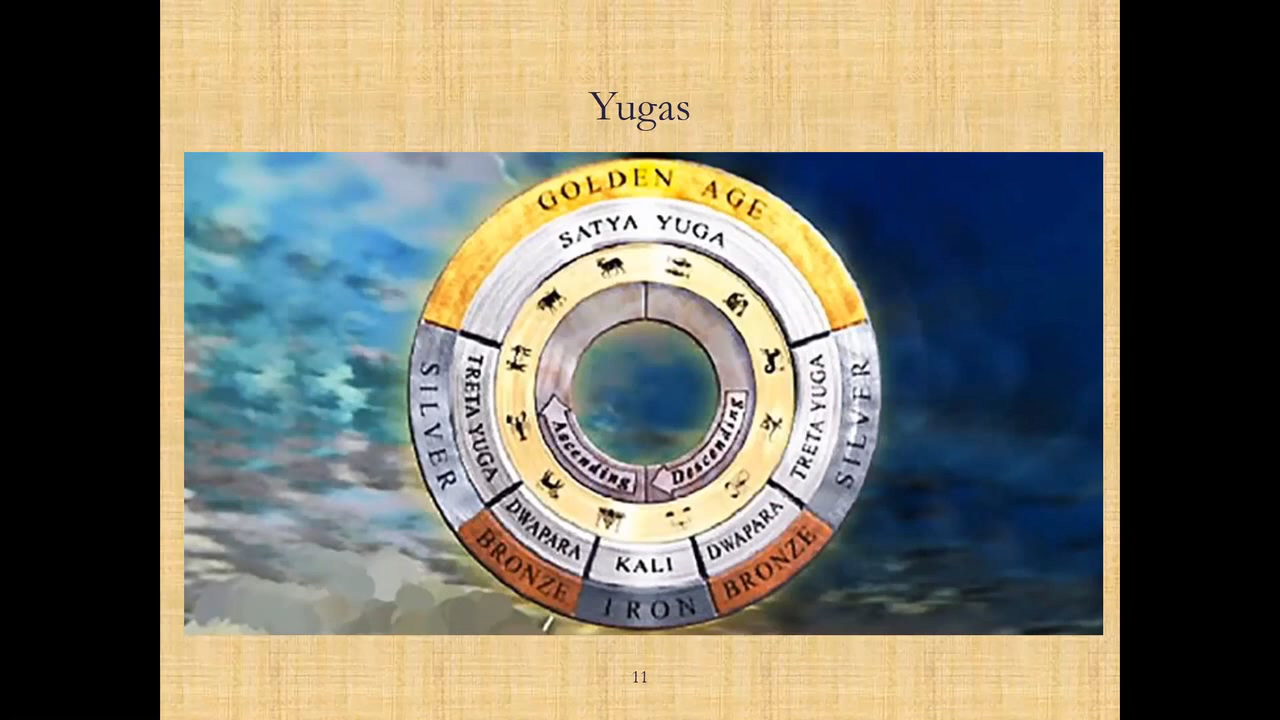 Yugas
GOLDEN AGE
SATYA YUGA
SILVER
TRETA YUGA
TRETA YUGA
SILVER
Ascending
Descending
DWAPARA
KALI
DWAPARA
BRONZE
IRON
BRONZE
11